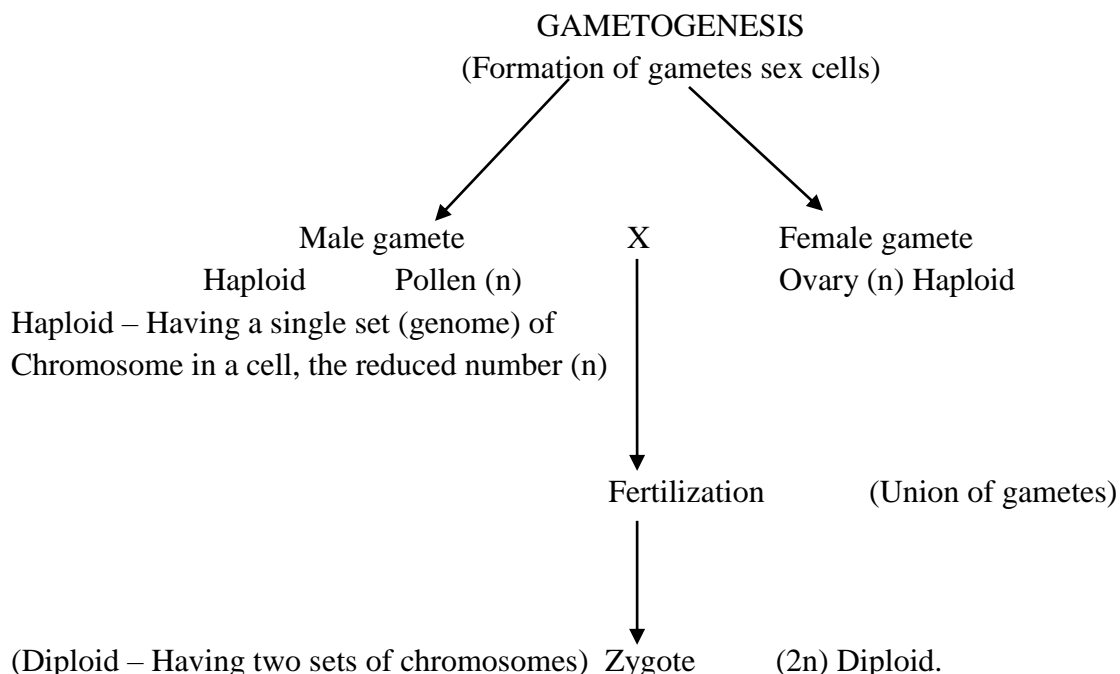 GAMETOGENESIS
(Formation of gametes sex cells)
Male gamete X Female gamete
Haploid Pollen (n) Ovary (n) Haploid
Haploid – Having a single set (genome) of
Chromosome in a cell, the reduced number (n)
Fertilization (Union of gametes)
(Diploid – Having two sets of chromosomes) Zygote (2n) Diploid.